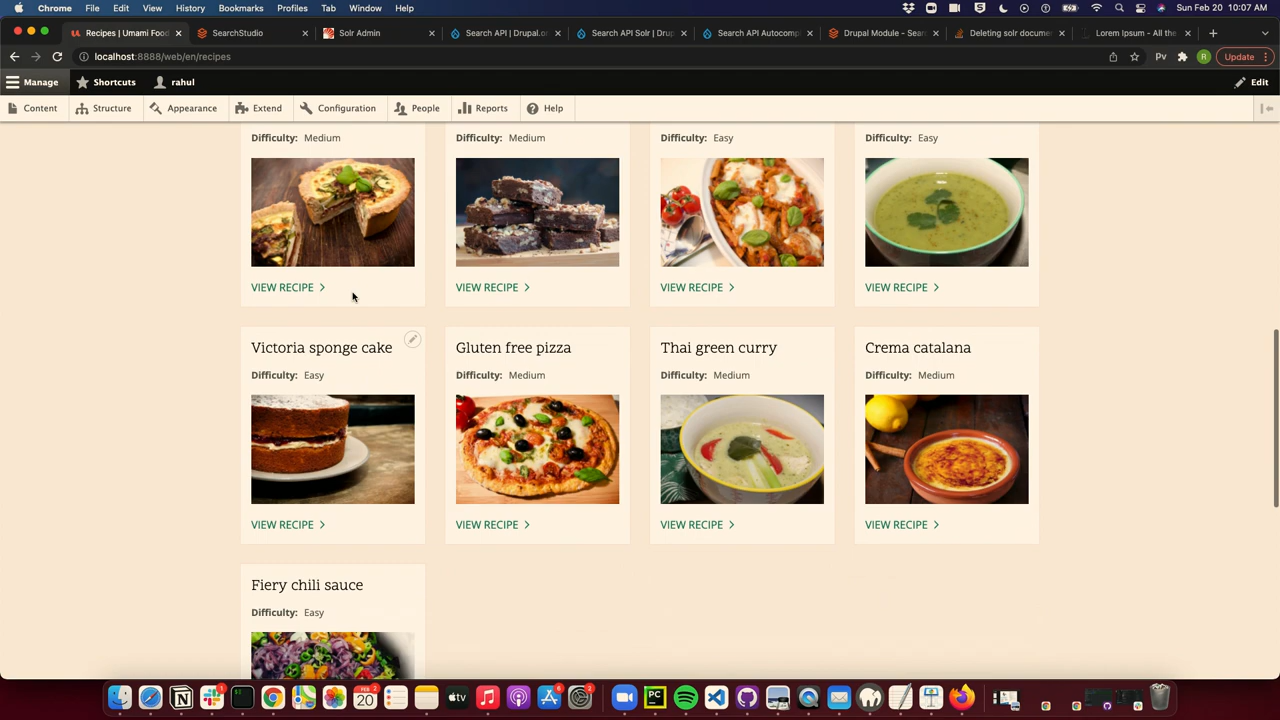 Chrome File Edit View History Bookmarks Profiles Tab Window Help Sun Feb 20 10:07 AM
Recipes | Umami Food SearchStudio Solr Admin Search API | Drupal.o Search API Solr | Drup Search API Autocompl Drupal Module - Sear Deleting solr docume Lorem Ipsum - All the
localhost:8888/web/en/recipes Pv R Update
Manage Shortcuts rahul Edit
Content Structure Appearance Extend Configuration People Reports Help
Difficulty: Medium Difficulty: Medium Difficulty: Easy Difficulty: Easy
VIEW RECIPE VIEW RECIPE VIEW RECIPE VIEW RECIPE
Victoria sponge cake Gluten free pizza Thai green curry Crema catalana
Difficulty: Easy Difficulty: Medium Difficulty: Medium Difficulty: Medium
VIEW RECIPE VIEW RECIPE VIEW RECIPE VIEW RECIPE
Fiery chili sauce
Difficulty: Easy